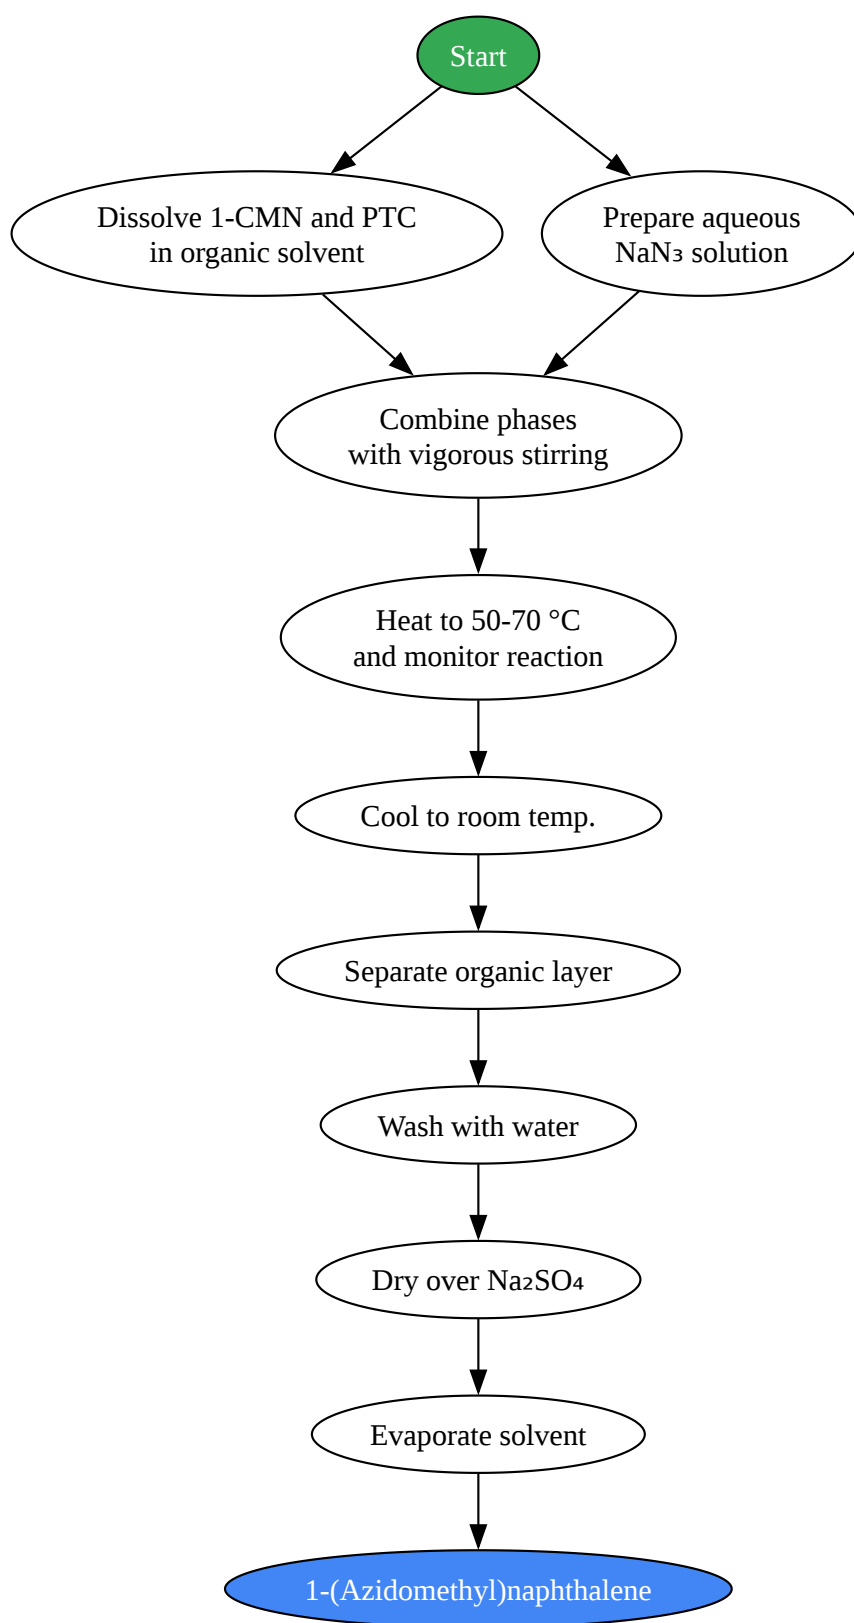 Start
Dissolve 1-CMN and PTC
in organic solvent
Prepare aqueous
NaN₃ solution
Combine phases
with vigorous stirring
Heat to 50-70 °C
and monitor reaction
Cool to room temp.
Separate organic layer
Wash with water
Dry over Na₂SO₄
Evaporate solvent
1-(Azidomethyl)naphthalene